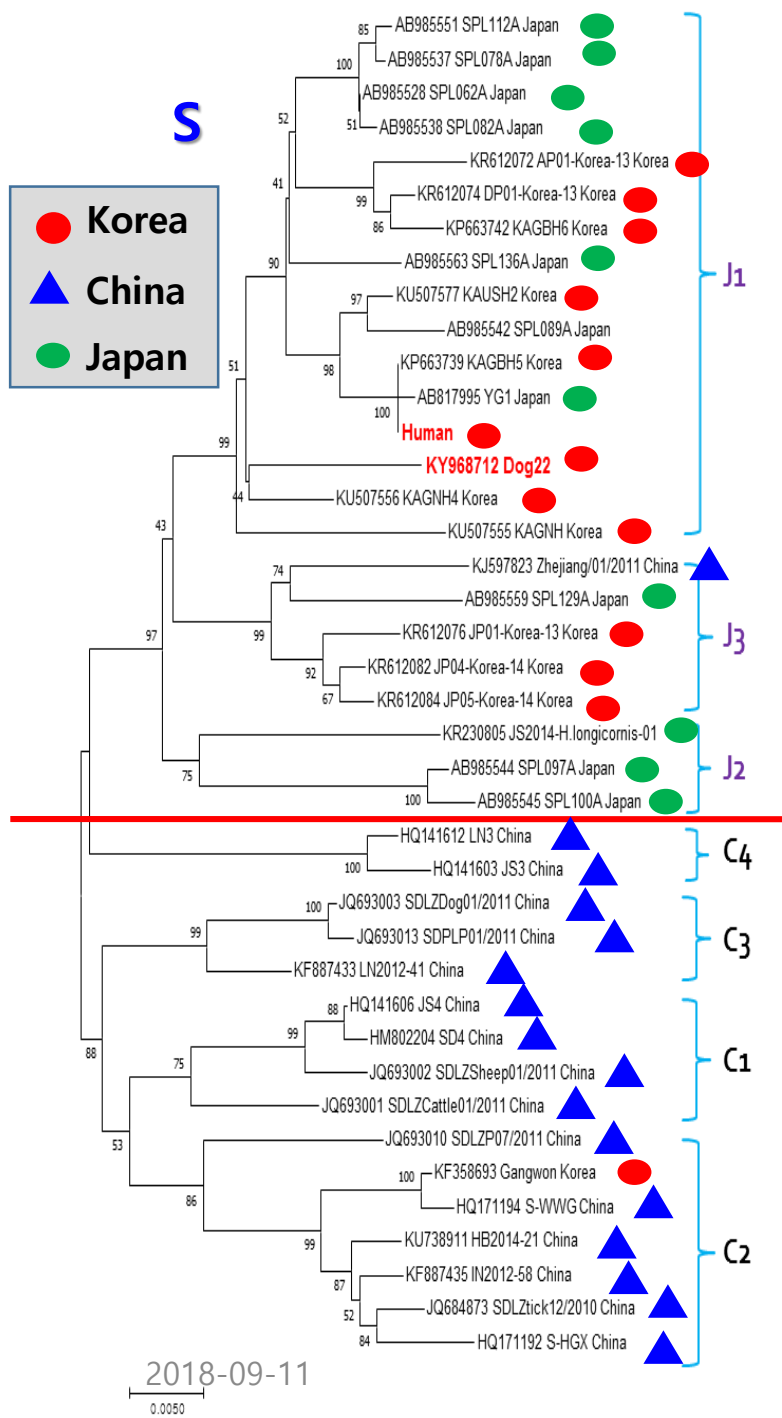 S
Korea
China
Japan
AB985551 SPL112A Japan
AB985537 SPL078A Japan
AB985528 SPL062A Japan
AB985538 SPL082A Japan
KR612072 AP01-Korea-13 Korea
KR612074 DP01-Korea-13 Korea
KP663742 KAGBH6 Korea
AB985563 SPL136A Japan
KU507577 KAUSH2 Korea
AB985542 SPL089A Japan
KP663739 KAGBH5 Korea
AB817995 YG1 Japan
Human
KY968712 Dog22
KU507556 KAGNH4 Korea
KU507555 KAGNH Korea
J1
KJ597823 Zhejiang/01/2011 China
AB985559 SPL129A Japan
KR612076 JP01-Korea-13 Korea
KR612082 JP04-Korea-14 Korea
KR612084 JP05-Korea-14 Korea
J3
KR230805 JS2014-H.longicornis-01
AB985544 SPL097A Japan
AB985545 SPL100A Japan
J2
HQ141612 LN3 China
HQ141603 JS3 China
C4
JQ693003 SDLZDog01/2011 China
JQ693013 SDPLP01/2011 China
KF887433 LN2012-41 China
C3
HQ141606 JS4 China
HM802204 SD4 China
JQ693002 SDLZSheep01/2011 China
JQ693001 SDLZCattle01/2011 China
C1
JQ693010 SDLZP07/2011 China
KF358693 Gangwon Korea
HQ171194 S-WWG China
KU738911 HB2014-21 China
KF887435 IN2012-58 China
JQ684873 SDLZtick12/2010 China
HQ171192 S-HGX China
C2
85
100
51
52
99
86
41
90
97
98
100
51
99
44
43
74
99
92
67
97
75
100
100
100
99
88
99
75
88
53
100
86
99
87
52
84
2018-09-11
0.0050